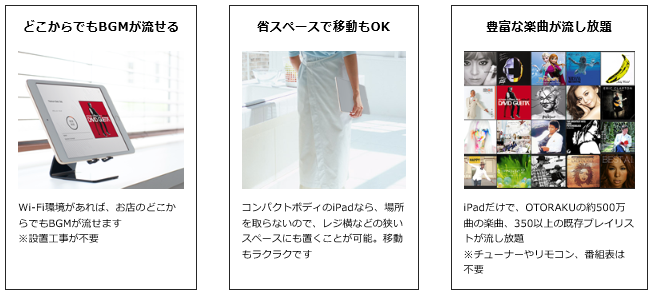 どこからでもBGMが流せる
DAVID GUETTA
Wi-Fi環境があれば、お店のどこか
らでもBGMが流せます
※設置工事が不要
省スペースで移動もOK
コンパクトボディのiPadなら、場所
を取らないので、レジ横などの狭い
スペースにも置くことが可能。移動
もラクラクです
豊富な楽曲が流し放題
DAVID GUETTA
ERIC CLAPTON
iPadだけで、OTORAKUの約500万
曲の楽曲、350以上の既存プレイリス
トが流し放題
※チューナーやリモコン、番組表は
不要